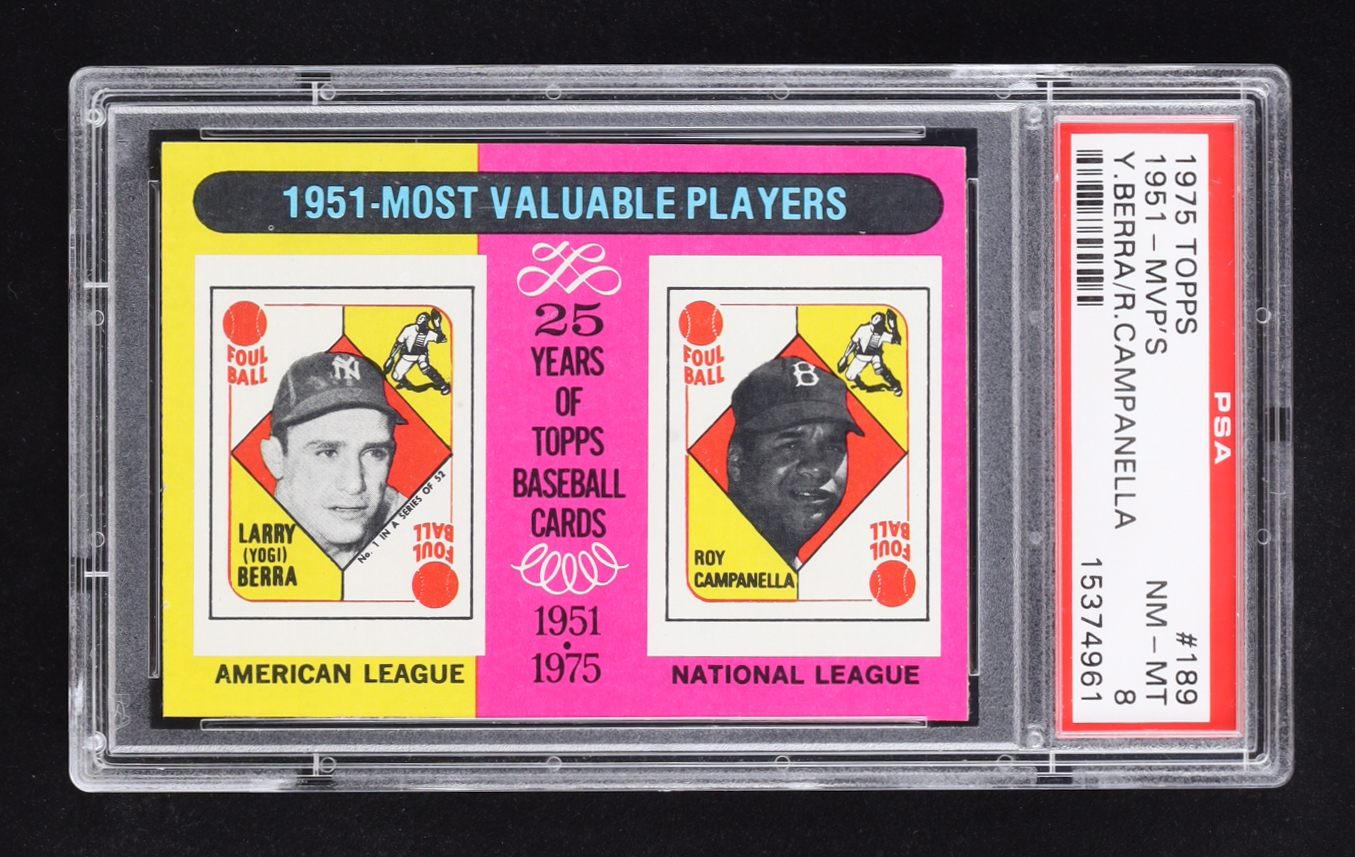 1951-MOST VALUABLE PLAYERS
FOUL
BALL
NY
LARRY
(YOGI)
BERRA
No. 1 IN A SERIES OF 52
FOUL
BALL
AMERICAN LEAGUE
25
YEARS
OF
TOPPS
BASEBALL
CARDS
1951
1975
FOUL
BALL
B
ROY
CAMPANELLA
FOUL
BALL
NATIONAL LEAGUE
PSA
1975 TOPPS #189
1951 – MVP'S NM – MT
Y.BERRA/R.CAMPANELLA 8
15374961